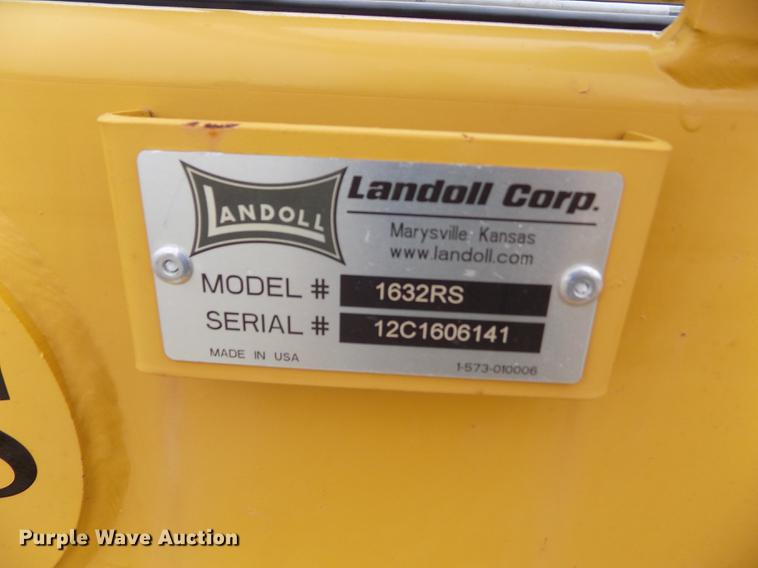 LANDOLL
Landoll Corp.
Marysville Kansas
www.landoll.com
MODEL # 1632RS
SERIAL # 12C1606141
MADE IN USA
1-573-010006
Purple Wave Auction